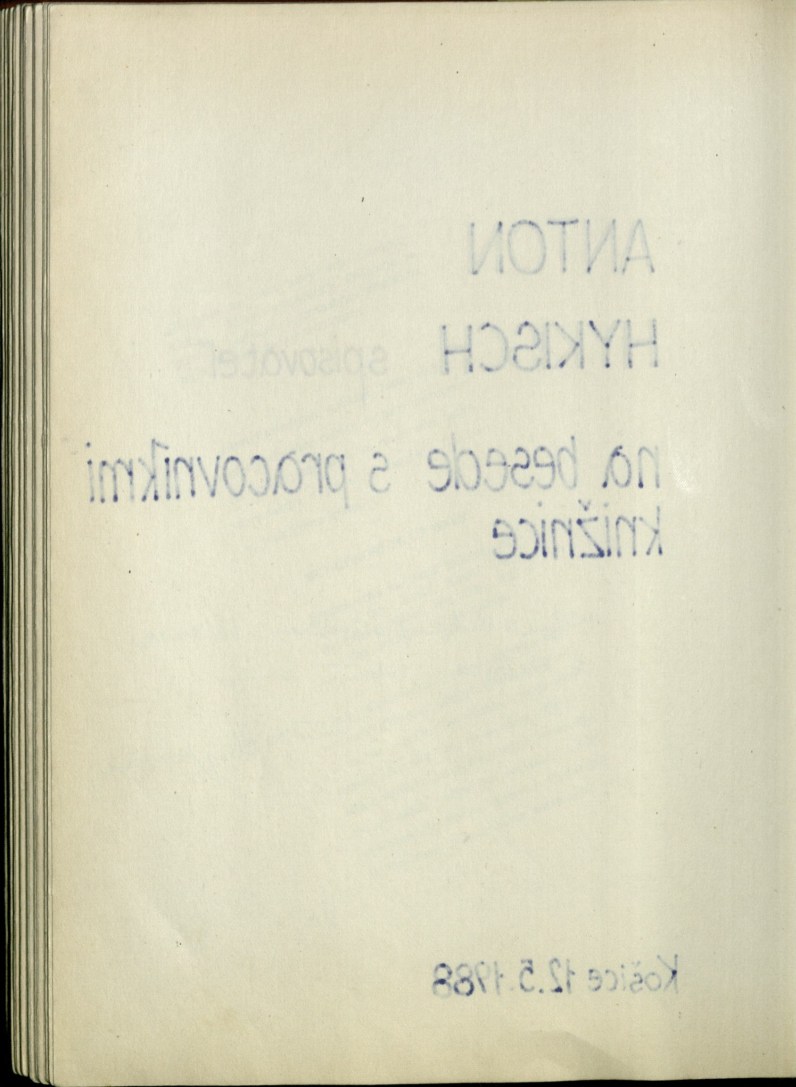 ANTON
HYKISCH spisovateľ
na besede s pracovníkmi
knižnice
Košice 12.5.1988